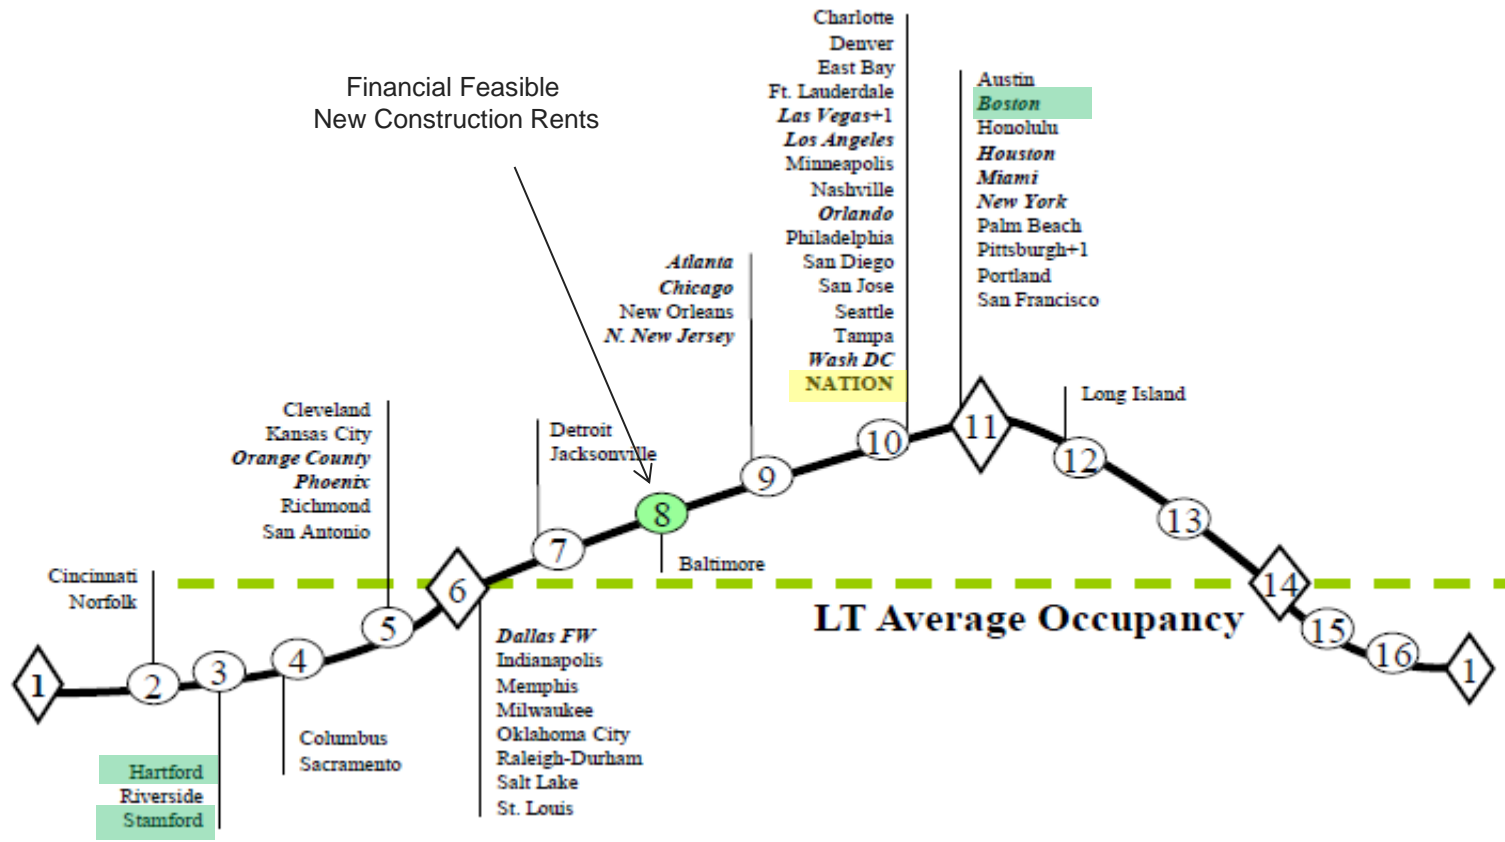 Financial Feasible
New Construction Rents
Charlotte
Denver
East Bay
Ft. Lauderdale
Las Vegas+1
Los Angeles
Minneapolis
Nashville
Orlando
Philadelphia
San Diego
San Jose
Seattle
Tampa
Wash DC
NATION
Austin
Boston
Honolulu
Houston
Miami
New York
Palm Beach
Pittsburgh+1
Portland
San Francisco
Atlanta
Chicago
New Orleans
N. New Jersey
Long Island
Cleveland
Kansas City
Orange County
Phoenix
Richmond
San Antonio
Detroit
Jacksonville
Cincinnati
Norfolk
Baltimore
LT Average Occupancy
1
2
3
4
5
6
7
8
9
10
11
12
13
14
15
16
1
Hartford
Riverside
Stamford
Columbus
Sacramento
Dallas FW
Indianapolis
Memphis
Milwaukee
Oklahoma City
Raleigh-Durham
Salt Lake
St. Louis